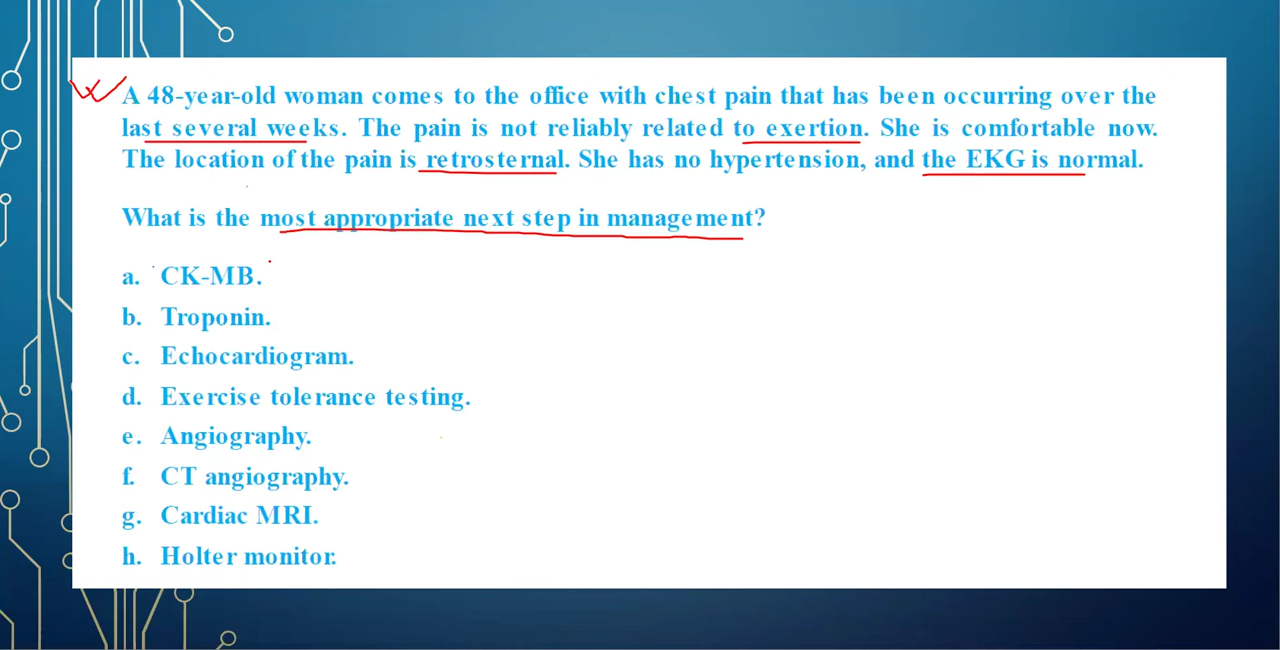 A 48-year-old woman comes to the office with chest pain that has been occurring over the
last several weeks. The pain is not reliably related to exertion. She is comfortable now.
The location of the pain is retrosternal. She has no hypertension, and the EKG is normal.
What is the most appropriate next step in management?
a. CK-MB.
b. Troponin.
c. Echocardiogram.
d. Exercise tolerance testing.
e. Angiography.
f. CT angiography.
g. Cardiac MRI.
h. Holter monitor.